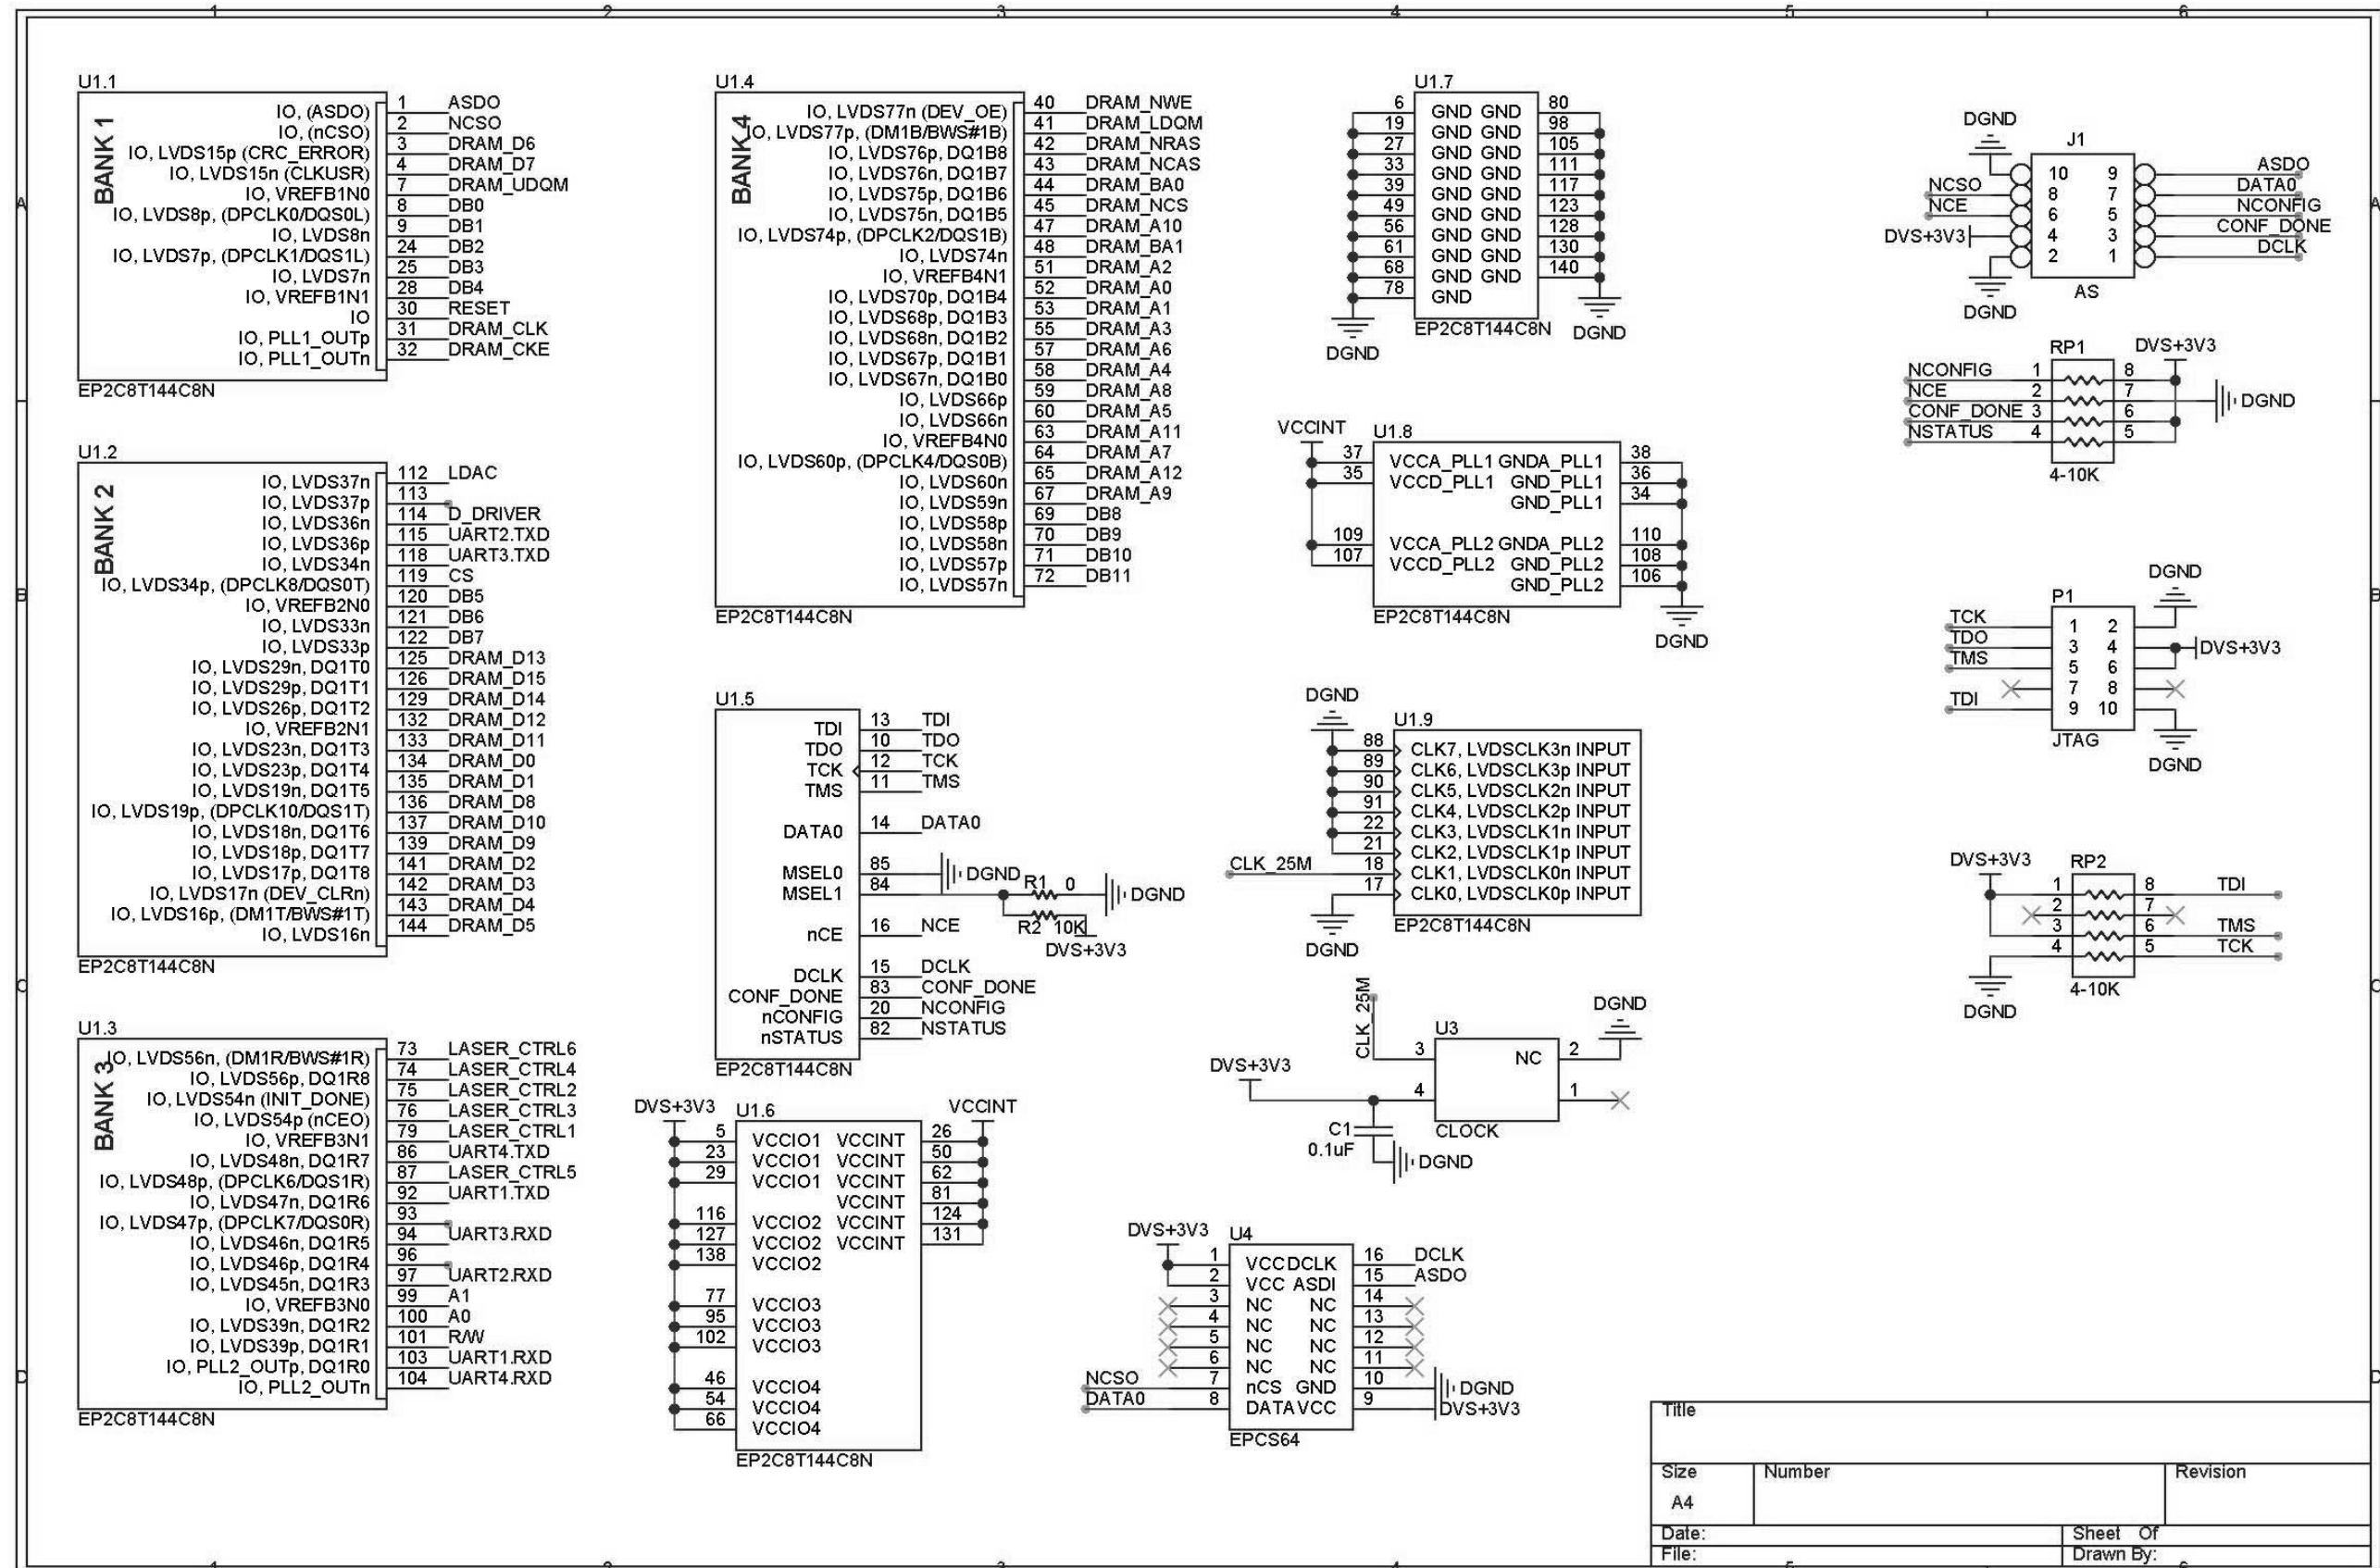 1 2 3 4 5 6
U1.1
BANK 1
IO, (ASDO) 1 ASDO
IO, (nCSO) 2 NCSO
IO, LVDS15p (CRC_ERROR) 3 DRAM_D6
IO, LVDS15n (CLKUSR) 4 DRAM_D7
IO, VREFB1N0 7 DRAM_UDQM
IO, LVDS8p, (DPCLK0/DQS0L) 8 DB0
IO, LVDS8n 9 DB1
IO, LVDS7p, (DPCLK1/DQS1L) 24 DB2
IO, LVDS7n 25 DB3
IO, VREFB1N1 28 DB4
IO 30 RESET
IO, PLL1_OUTp 31 DRAM_CLK
IO, PLL1_OUTn 32 DRAM_CKE
EP2C8T144C8N
U1.2
BANK 2
IO, LVDS37n 112 LDAC
IO, LVDS37p 113
IO, LVDS36n 114 D_DRIVER
IO, LVDS36p 115 UART2.TXD
IO, LVDS34n 118 UART3.TXD
IO, LVDS34p, (DPCLK8/DQS0T) 119 CS
IO, VREFB2N0 120 DB5
IO, LVDS33n 121 DB6
IO, LVDS33p 122 DB7
IO, LVDS29n, DQ1T0 125 DRAM_D13
IO, LVDS29p, DQ1T1 126 DRAM_D15
IO, LVDS26p, DQ1T2 129 DRAM_D14
IO, VREFB2N1 132 DRAM_D12
IO, LVDS23n, DQ1T3 133 DRAM_D11
IO, LVDS23p, DQ1T4 134 DRAM_D0
IO, LVDS19n, DQ1T5 135 DRAM_D1
IO, LVDS19p, (DPCLK10/DQS1T) 136 DRAM_D8
IO, LVDS18n, DQ1T6 137 DRAM_D10
IO, LVDS18p, DQ1T7 139 DRAM_D9
IO, LVDS17p, DQ1T8 141 DRAM_D2
IO, LVDS17n (DEV_CLRn) 142 DRAM_D3
IO, LVDS16p, (DM1T/BWS#1T) 143 DRAM_D4
IO, LVDS16n 144 DRAM_D5
EP2C8T144C8N
U1.3
BANK 3
IO, LVDS56n, (DM1R/BWS#1R) 73 LASER_CTRL6
IO, LVDS56p, DQ1R8 74 LASER_CTRL4
IO, LVDS54n (INIT_DONE) 75 LASER_CTRL2
IO, LVDS54p (nCEO) 76 LASER_CTRL3
IO, VREFB3N1 79 LASER_CTRL1
IO, LVDS48n, DQ1R7 86 UART4.TXD
IO, LVDS48p, (DPCLK6/DQS1R) 87 LASER_CTRL5
IO, LVDS47n, DQ1R6 92 UART1.TXD
IO, LVDS47p, (DPCLK7/DQS0R) 93
IO, LVDS46n, DQ1R5 94 UART3.RXD
IO, LVDS46p, DQ1R4 96
IO, LVDS45n, DQ1R3 97 UART2.RXD
IO, VREFB3N0 99 A1
IO, LVDS39n, DQ1R2 100 A0
IO, LVDS39p, DQ1R1 101 R/W
IO, PLL2_OUTp, DQ1R0 103 UART1.RXD
IO, PLL2_OUTn 104 UART4.RXD
EP2C8T144C8N
U1.4
BANK 4
IO, LVDS77n (DEV_OE) 40 DRAM_NWE
IO, LVDS77p, (DM1B/BWS#1B) 41 DRAM_LDQM
IO, LVDS76p, DQ1B8 42 DRAM_NRAS
IO, LVDS76n, DQ1B7 43 DRAM_NCAS
IO, LVDS75p, DQ1B6 44 DRAM_BA0
IO, LVDS75n, DQ1B5 45 DRAM_NCS
IO, LVDS74p, (DPCLK2/DQS1B) 47 DRAM_A10
IO, LVDS74n 48 DRAM_BA1
IO, VREFB4N1 51 DRAM_A2
IO, LVDS70p, DQ1B4 52 DRAM_A0
IO, LVDS68p, DQ1B3 53 DRAM_A1
IO, LVDS68n, DQ1B2 55 DRAM_A3
IO, LVDS67p, DQ1B1 57 DRAM_A6
IO, LVDS67n, DQ1B0 58 DRAM_A4
IO, LVDS66p 59 DRAM_A8
IO, LVDS66n 60 DRAM_A5
IO, VREFB4N0 63 DRAM_A11
IO, LVDS60p, (DPCLK4/DQS0B) 64 DRAM_A7
IO, LVDS60n 65 DRAM_A12
IO, LVDS59n 67 DRAM_A9
IO, LVDS58p 69 DB8
IO, LVDS58n 70 DB9
IO, LVDS57p 71 DB10
IO, LVDS57n 72 DB11
EP2C8T144C8N
U1.5
TDI 13 TDI
TDO 10 TDO
TCK 12 TCK
TMS 11 TMS
DATA0 14 DATA0
MSEL0 85 DGND
MSEL1 84 R1 0 DGND
R2 10K
DVS+3V3
nCE 16 NCE
DCLK 15 DCLK
CONF_DONE 83 CONF_DONE
nCONFIG 20 NCONFIG
nSTATUS 82 NSTATUS
EP2C8T144C8N
DVS+3V3 U1.6 VCCINT
5 VCCIO1 VCCINT 26
23 VCCIO1 VCCINT 50
29 VCCIO1 VCCINT 62
VCCINT 81
116 VCCIO2 VCCINT 124
127 VCCIO2 VCCINT 131
138 VCCIO2
77 VCCIO3
95 VCCIO3
102 VCCIO3
46 VCCIO4
54 VCCIO4
66 VCCIO4
EP2C8T144C8N
U1.7
6 GND GND 80
19 GND GND 98
27 GND GND 105
33 GND GND 111
39 GND GND 117
49 GND GND 123
56 GND GND 128
61 GND GND 130
68 GND GND 140
78 GND
EP2C8T144C8N
DGND
DGND
VCCINT U1.8
37 VCCA_PLL1 GNDA_PLL1 38
35 VCCD_PLL1 GND_PLL1 36
GND_PLL1 34
109 VCCA_PLL2 GNDA_PLL2 110
107 VCCD_PLL2 GND_PLL2 108
GND_PLL2 106
EP2C8T144C8N
DGND
DGND
U1.9
88 CLK7, LVDSCLK3n INPUT
89 CLK6, LVDSCLK3p INPUT
90 CLK5, LVDSCLK2n INPUT
91 CLK4, LVDSCLK2p INPUT
22 CLK3, LVDSCLK1n INPUT
21 CLK2, LVDSCLK1p INPUT
CLK_25M 18 CLK1, LVDSCLK0n INPUT
17 CLK0, LVDSCLK0p INPUT
EP2C8T144C8N
DGND
CLK_25M
DGND
U3
3 NC 2
DVS+3V3
4 1
CLOCK
C1
0.1uF
DGND
DVS+3V3 U4
1 VCC DCLK 16 DCLK
2 VCC ASDI 15 ASDO
3 NC NC 14
4 NC NC 13
5 NC NC 12
6 NC NC 11
NCSO 7 nCS GND 10 DGND
DATA0 8 DATA VCC 9 DVS+3V3
EPCS64
DGND
J1
10 9 ASDO
NCSO 8 7 DATA0
NCE 6 5 NCONFIG
DVS+3V3 4 3 CONF_DONE
2 1 DCLK
AS
DGND
RP1 DVS+3V3
NCONFIG 1 8
NCE 2 7 DGND
CONF_DONE 3 6
NSTATUS 4 5
4-10K
DGND
P1
TCK 1 2
TDO 3 4 DVS+3V3
TMS 5 6
7 8
TDI 9 10
JTAG
DGND
DVS+3V3 RP2
1 8 TDI
2 7
3 6 TMS
4 5 TCK
4-10K
DGND
A A
B B
C C
D D
Title
Size Number Revision
A4
Date: Sheet Of
File: Drawn By:
1 2 3 4 5 6